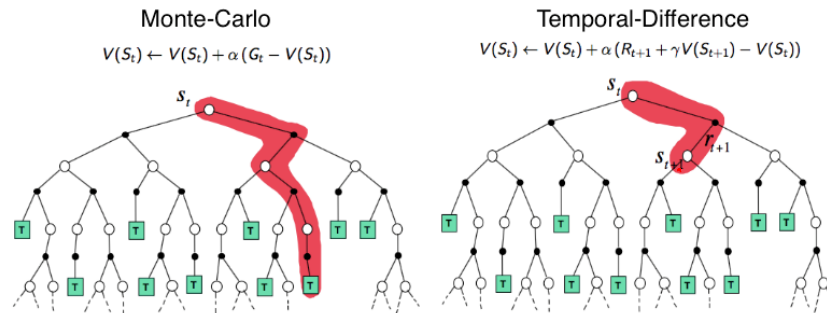 Monte-Carlo
V(S_t) ← V(S_t) + α (G_t − V(S_t))
s_t
T T T T T
T T T T T
Temporal-Difference
V(S_t) ← V(S_t) + α (R_{t+1} + γV(S_{t+1}) − V(S_t))
s_t
r_{t+1}
s_{t+1}
T T T T T
T T T T T